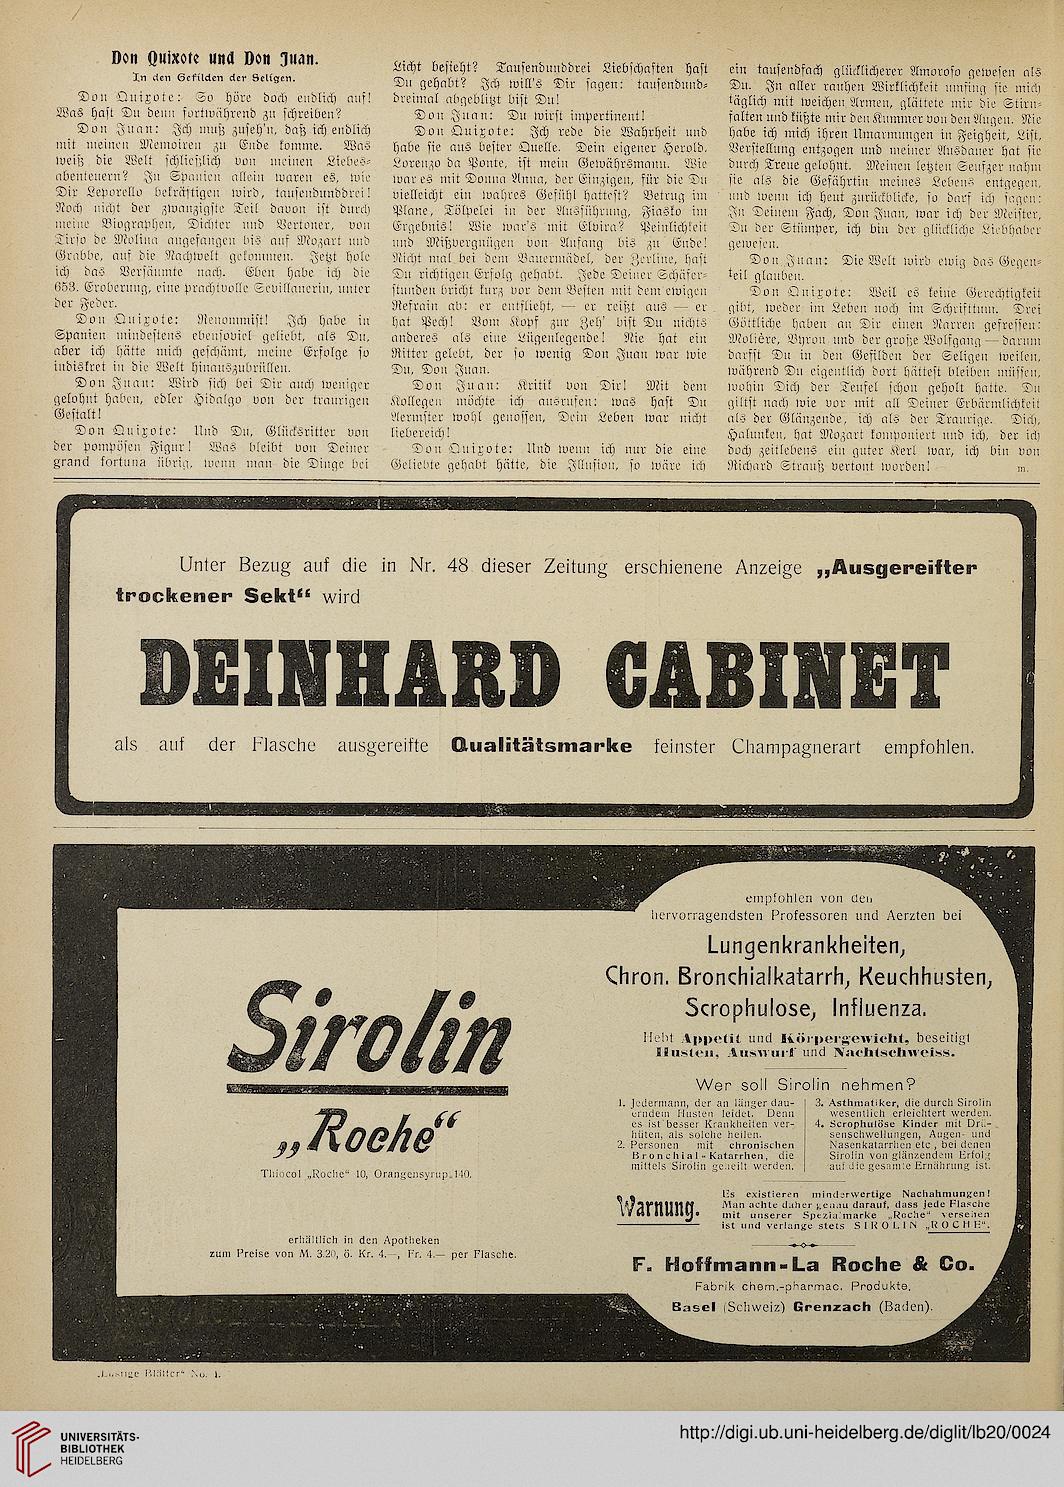 Don Quixote und Don Juan.
In den Gefilden der Seligen.
Don Quixote: So höre doch endlich auf!
Was hast Du denn fortwährend zu schreiben?
Don Juan: Ich muß zuseh'n, daß ich endlich
mit meinen Memoiren zu Ende komme. Was
weiß die Welt schließlich von meinen Liebes-
abenteuern? In Spanien allein waren es, wie
Dir Leporello bekräftigen wird, tausendunddrei!
Noch nicht der zwanzigste Teil davon ist durch
meine Biographen, Dichter und Vertoner, von
Tirso de Molina angefangen bis auf Mozart und
Grabbe, auf die Nachwelt gekommen. Jetzt hole
ich das Versäumte nach. Eben habe ich die
653. Eroberung, eine prachtvolle Sevillanerin, unter
der Feder.
Don Quixote: Renommist! Ich habe in
Spanien mindestens ebensoviel geliebt, als Du,
aber ich hätte mich geschämt, meine Erfolge so
indiskret in die Welt hinauszubrüllen.
Don Juan: Wird sich bei Dir auch weniger
gelohnt haben, edler Hidalgo von der traurigen
Gestalt!
Don Quixote: Und Du, Glücksritter von
der pompösen Figur! Was bleibt von Deiner
grand fortuna übrig, wenn man die Dinge bei
Licht besieht? Tausendunddrei Liebschaften hast
Du gehabt? Ich will's Dir sagen: tausendund-
dreimal abgeblitzt bist Du!
Don Juan: Du wirst impertinent!
Don Quixote: Ich rede die Wahrheit und
habe sie aus bester Quelle. Dein eigener Herold,
Lorenzo da Ponte, ist mein Gewährsmann. Wie
war es mit Donna Anna, der Einzigen, für die Du
vielleicht ein wahres Gefühl hattest? Betrug im
Plane, Tölpelei in der Ausführung, Fiasko im
Ergebnis! Wie war's mit Elvira? Peinlichkeit
und Mißvergnügen von Anfang bis zu Ende!
Nicht mal bei dem Bauernmädel, der Zerline, hast
Du richtigen Erfolg gehabt. Jede Deiner Schäfer-
stunden bricht kurz vor dem Besten mit dem ewigen
Refrain ab: er entflieht, — er reißt aus — er
hat Pech! Vom Kopf zur Zeh' bist Du nichts
anderes als eine Lügenlegende! Nie hat ein
Ritter gelebt, der so wenig Don Juan war wie
Du, Don Juan.
Don Juan: Kritik von Dir! Mit dem
Kollegen möchte ich ausrufen: was hast Du
Aermster wohl genossen, Dein Leben war nicht
liebereich!
Don Quixote: Und wenn ich nur die eine
Geliebte gehabt hätte, die Illusion, so wäre ich
ein tausendfach glücklicherer Amoroso gewesen als
Du. In aller rauhen Wirklichkeit umfing sie mich
täglich mit weichen Armen, glättete mir die Stirn-
falten und küßte mir den Kummer von den Augen. Nie
habe ich mich ihren Umarmungen in Feigheit, List,
Verstellung entzogen und meiner Ausdauer hat sie
durch Treue gelohnt. Meinen letzten Seufzer nahm
sie als die Gefährtin meines Lebens entgegen,
und wenn ich heut zurückblicke, so darf ich sagen:
In Deinem Fach, Don Juan, war ich der Meister,
Du der Stümper, ich bin der glückliche Liebhaber
gewesen.
Don Juan: Die Welt wird ewig das Gegen-
teil glauben.
Don Quixote: Weil es keine Gerechtigkeit
gibt, weder im Leben noch im Schrifttum. Drei
Göttliche haben an Dir einen Narren gefressen:
Molière, Byron und der große Wolfgang — darum
darfst Du in den Gefilden der Seligen weilen,
während Du eigentlich dort hättest bleiben müssen,
wohin Dich der Teufel schon geholt hatte. Du
giltst nach wie vor mit all Deiner Erbärmlichkeit
als der Glänzende, ich als der Traurige. Dich,
Halunken, hat Mozart komponiert und ich, der ich
doch zeitlebens ein guter Kerl war, ich bin von
Richard Strauß vertont worden! m.
Unter Bezug auf die in Nr. 48 dieser Zeitung erschienene Anzeige „Ausgereifter
trockener Sekt“ wird
DEINHARD CABINET
als auf der Flasche ausgereifte Qualitätsmarke feinster Champagnerart empfohlen.
Sirolin
„Roche“
Thiocol „Roche“ 10, Orangensyrup 140.
erhältlich in den Apotheken
zum Preise von M. 3.20, ö. Kr. 4.—, Fr. 4.— per Flasche.
empfohlen von den
hervorragendsten Professoren und Aerzten bei
Lungenkrankheiten,
Chron. Bronchialkatarrh, Keuchhusten,
Scrophulose, Influenza.
Hebt Appetit und Körpergewicht, beseitigt
Husten, Auswurf und Nachtschweiss.
Wer soll Sirolin nehmen?
1. Jedermann, der an länger dau-
erndem Husten leidet. Denn
es ist besser Krankheiten ver-
hüten, als solche heilen.
2. Personen mit chronischen
Bronchial-Katarrhen, die
mittels Sirolin geheilt werden.
3. Asthmatiker, die durch Sirolin
wesentlich erleichtert werden.
4. Scrophulöse Kinder mit Drü-
senschwellungen, Augen- und
Nasenkatarrhen etc., bei denen
Sirolin von glänzendem Erfolg
auf die gesamte Ernährung ist.
Warnung.
Es existieren minderwertige Nachahmungen!
Man achte daher genau darauf, dass jede Flasche
mit unserer Spezialmarke „Roche“ versehen
ist und verlange stets SIROLIN „ROCHE“.
F. Hoffmann-La Roche & Co.
Fabrik chem.-pharmac. Produkte,
Basel (Schweiz) Grenzach (Baden).
„Lustige Blätter“ No. 1.
UNIVERSITÄTS-
BIBLIOTHEK
HEIDELBERG
http://digi.ub.uni-heidelberg.de/diglit/lb20/0024